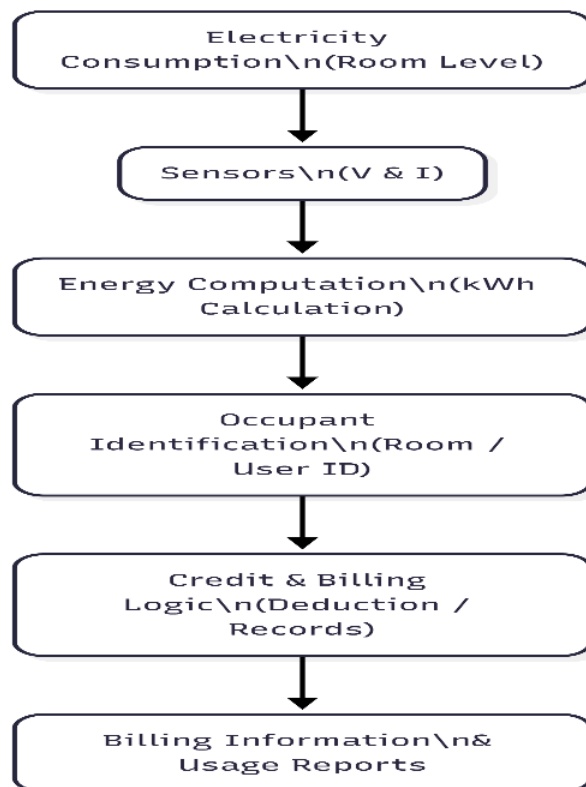 Electricity
Consumption\n(Room Level)
Sensors\n(V & I)
Energy Computation\n(kWh
Calculation)
Occupant
Identification\n(Room /
User ID)
Credit & Billing
Logic\n(Deduction /
Records)
Billing Information\n&
Usage Reports